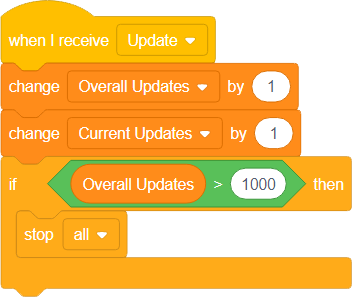 when I receive Update
change Overall Updates by 1
change Current Updates by 1
if Overall Updates > 1000 then
stop all